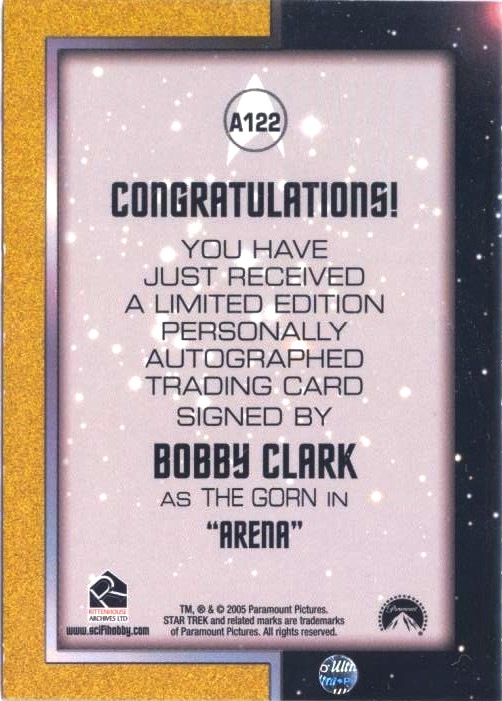 A122
CONGRATULATIONS!
YOU HAVE
JUST RECEIVED
A LIMITED EDITION
PERSONALLY
AUTOGRAPHED
TRADING CARD
SIGNED BY
BOBBY CLARK
AS THE GORN IN
“ARENA”
RITTENHOUSE
ARCHIVES LTD
www.scifihobby.com
TM, ® & © 2005 Paramount Pictures.
STAR TREK and related marks are trademarks
of Paramount Pictures. All rights reserved.
Paramount